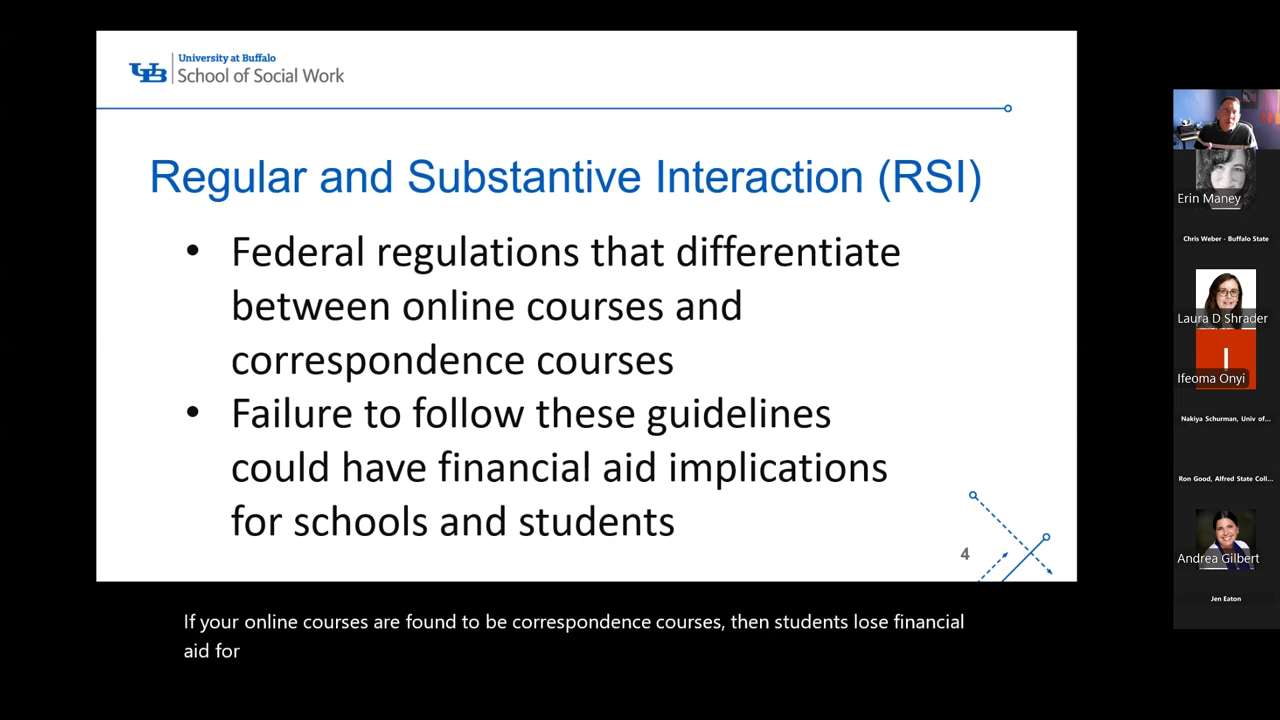 University at Buffalo
UB School of Social Work
Regular and Substantive Interaction (RSI)
• Federal regulations that differentiate
between online courses and
correspondence courses
• Failure to follow these guidelines
could have financial aid implications
for schools and students
4
If your online courses are found to be correspondence courses, then students lose financial
aid for
Erin Maney
Chris Weber - Buffalo State
Laura D Shrader
I
Ifeoma Onyi
Nakiya Schurman, Univ of...
Ron Good, Alfred State Coll...
Andrea Gilbert
Jen Eaton